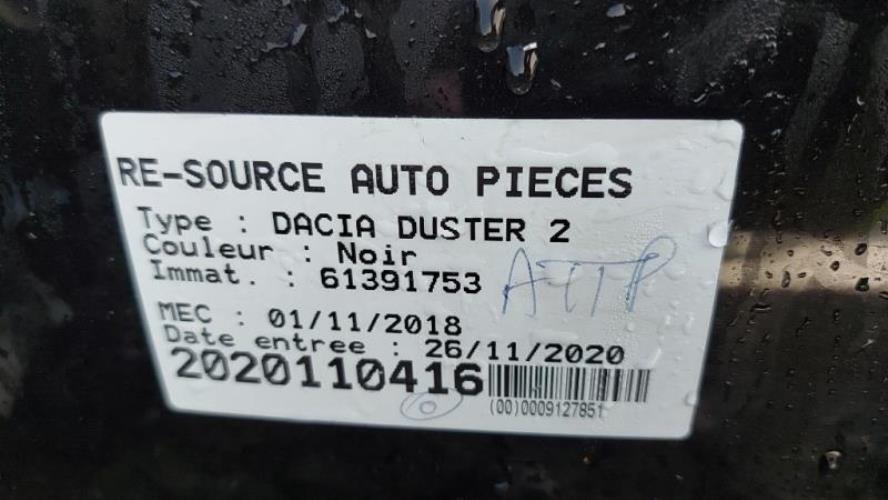 RE-SOURCE AUTO PIECES
Type : DACIA DUSTER 2
Couleur : Noir
Immat. : 61391753
ATTP
MEC : 01/11/2018
Date entree : 26/11/2020
2020110416
(00)0009127851